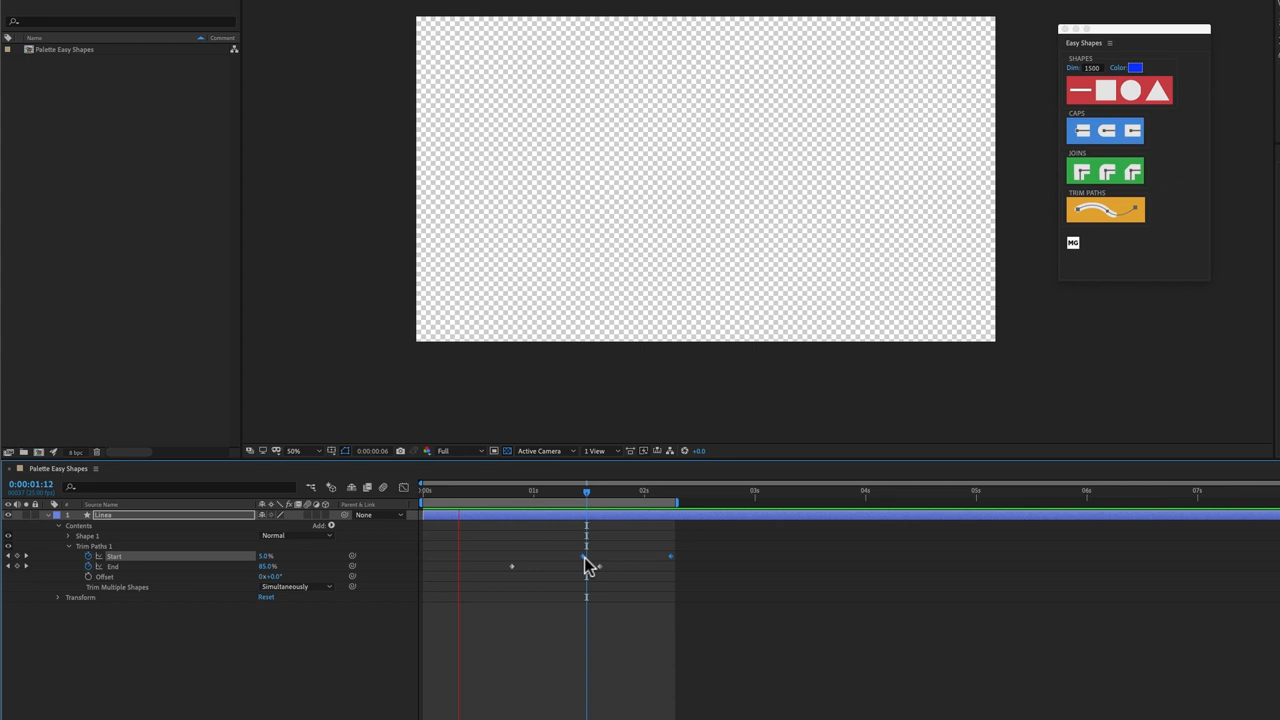 Name
Comment
Palette Easy Shapes
8 bpc
50%
0:00:00:06
Full
Active Camera
1 View
+0.0
Easy Shapes
SHAPES
Dim: 1500 Color:
CAPS
JOINS
TRIM PATHS
MG
Palette Easy Shapes
0:00:01:12
00037 (25.00 fps)
# Source Name
Parent & Link
:00s 01s 02s 03s 04s 05s 06s 07s
1 Linea
None
Contents
Add:
Shape 1
Normal
Trim Paths 1
Start
5.0%
End
85.0%
Offset
0x+0.0°
Trim Multiple Shapes
Simultaneously
Transform
Reset